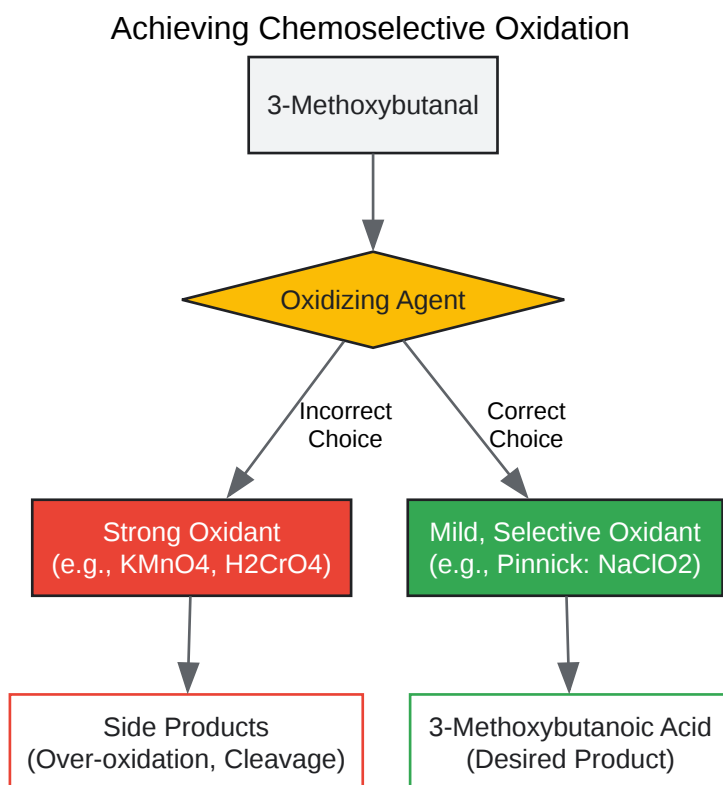 Achieving Chemoselective Oxidation
3-Methoxybutanal
Oxidizing Agent
Incorrect
Choice
Correct
Choice
Strong Oxidant
(e.g., KMnO4, H2CrO4)
Mild, Selective Oxidant
(e.g., Pinnick: NaClO2)
Side Products
(Over-oxidation, Cleavage)
3-Methoxybutanoic Acid
(Desired Product)